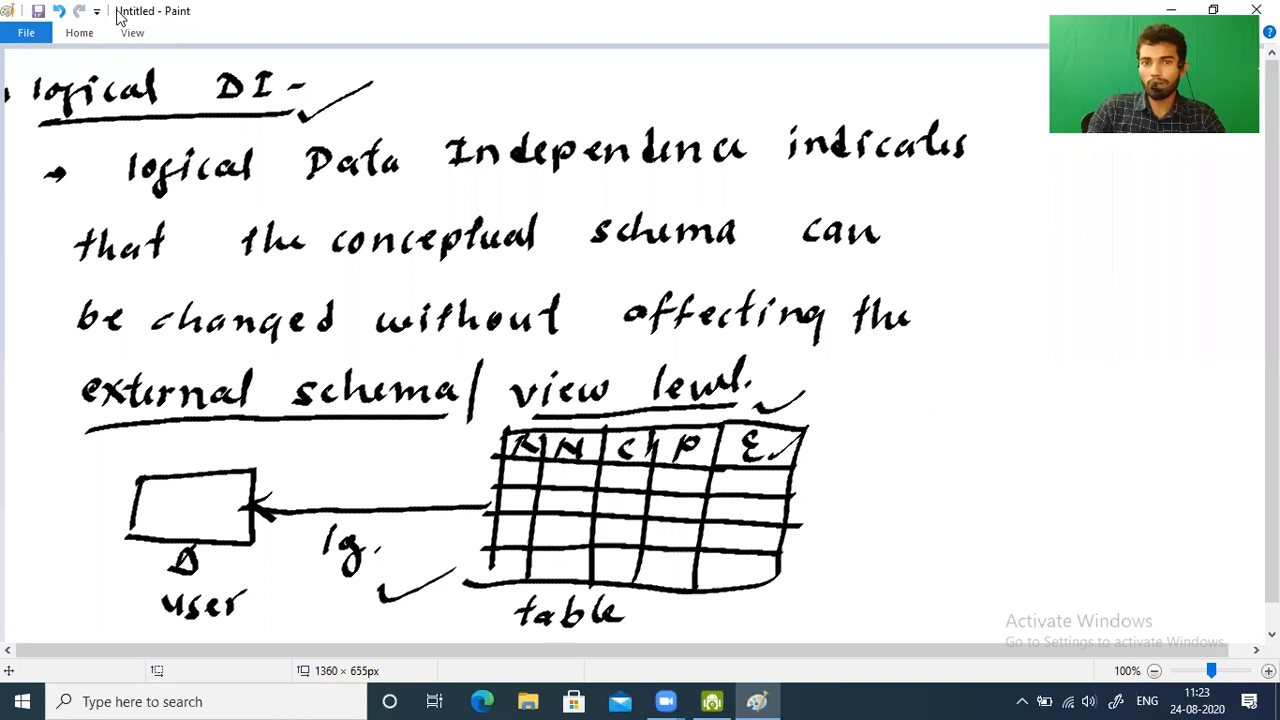 Untitled - Paint
File Home View
logical DI -
→ logical Data Independence indicates
that the conceptual schema can
be changed without affecting the
external schema / view level.
R N C P E
lg.
user
table
Activate Windows
Go to Settings to activate Windows.
1360 × 655px
100%
Type here to search
ENG
11:23
24-08-2020